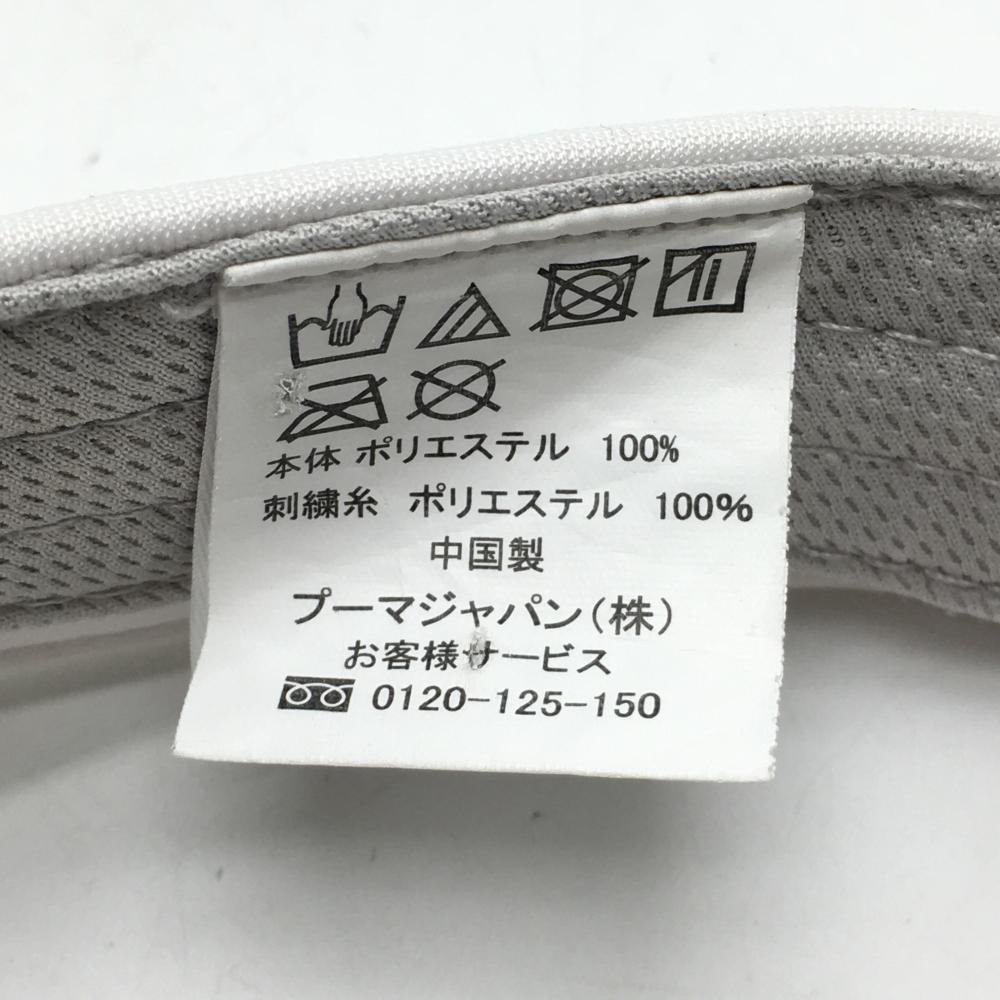 本体 ポリエステル 100%
刺繍糸 ポリエステル 100%
中国製
プーマジャパン(株)
お客様サービス
0120-125-150